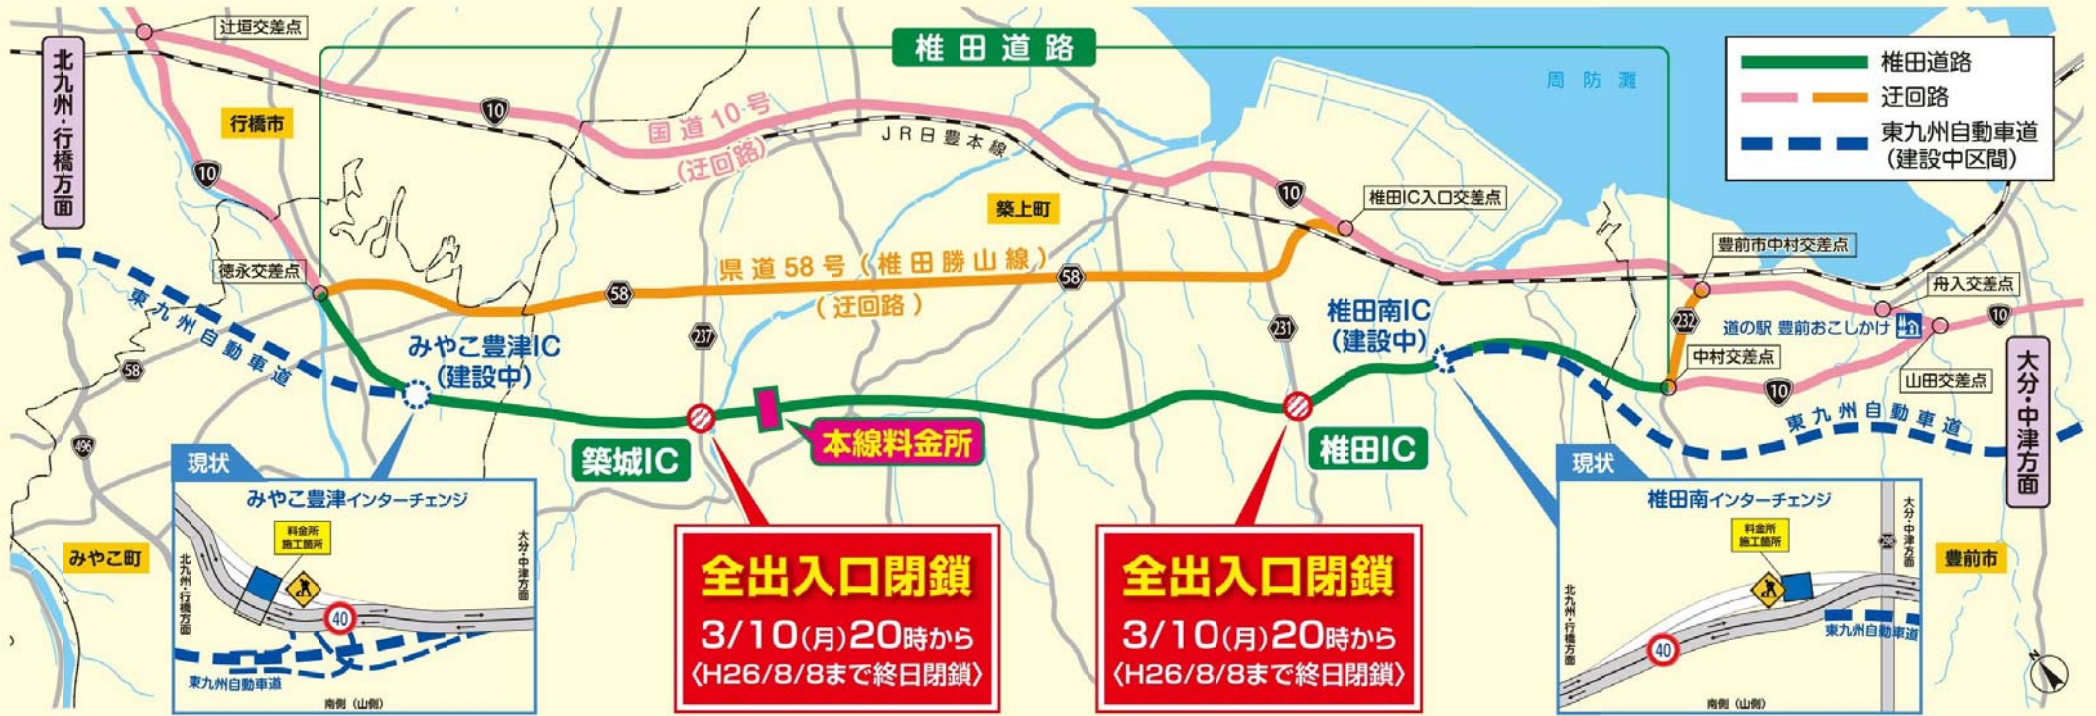 辻垣交差点
椎田道路
北九州・行橋方面
行橋市
10
国道10号
(迂回路)
JR日豊本線
周防灘
椎田道路
迂回路
東九州自動車道
(建設中区間)
10
築上町
10
椎田IC入口交差点
豊前市中村交差点
徳永交差点
県道58号(椎田勝山線)
(迂回路)
58
58
舟入交差点
東九州自動車道
みやこ豊津IC
(建設中)
237
231
椎田南IC
(建設中)
232
道の駅 豊前おこしかけ
10
58
中村交差点
山田交差点
10
大分・中津方面
東九州自動車道
496
築城IC
本線料金所
椎田IC
現状
みやこ豊津インターチェンジ
料金所
施工箇所
北九州・行橋方面
大分・中津方面
40
東九州自動車道
南側(山側)
みやこ町
全出入口閉鎖
3/10(月)20時から
〈H26/8/8まで終日閉鎖〉
全出入口閉鎖
3/10(月)20時から
〈H26/8/8まで終日閉鎖〉
現状
椎田南インターチェンジ
料金所
施工箇所
大分・中津方面
北九州・行橋方面
40
東九州自動車道
南側(山側)
豊前市
N